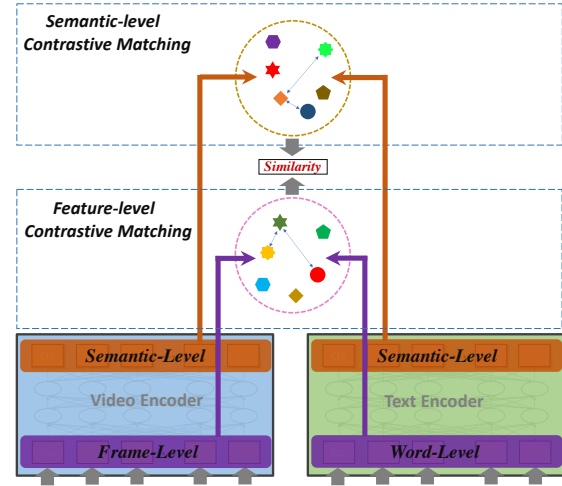 Semantic-level
Contrastive Matching
Similarity
Feature-level
Contrastive Matching
Semantic-Level
Semantic-Level
Video Encoder
Text Encoder
Frame-Level
Word-Level